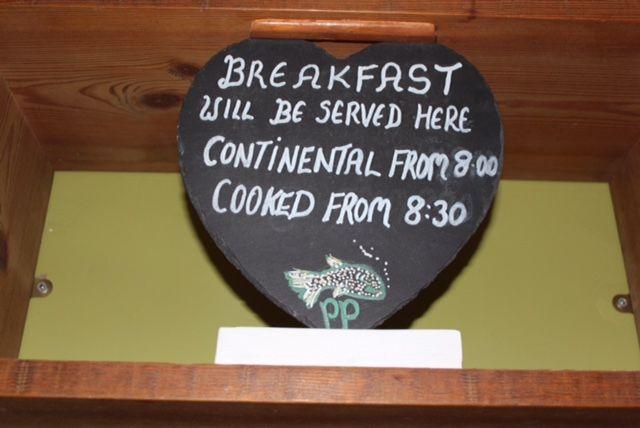 BREAKFAST
WILL BE SERVED HERE
CONTINENTAL FROM 8:00
COOKED FROM 8:30
PP